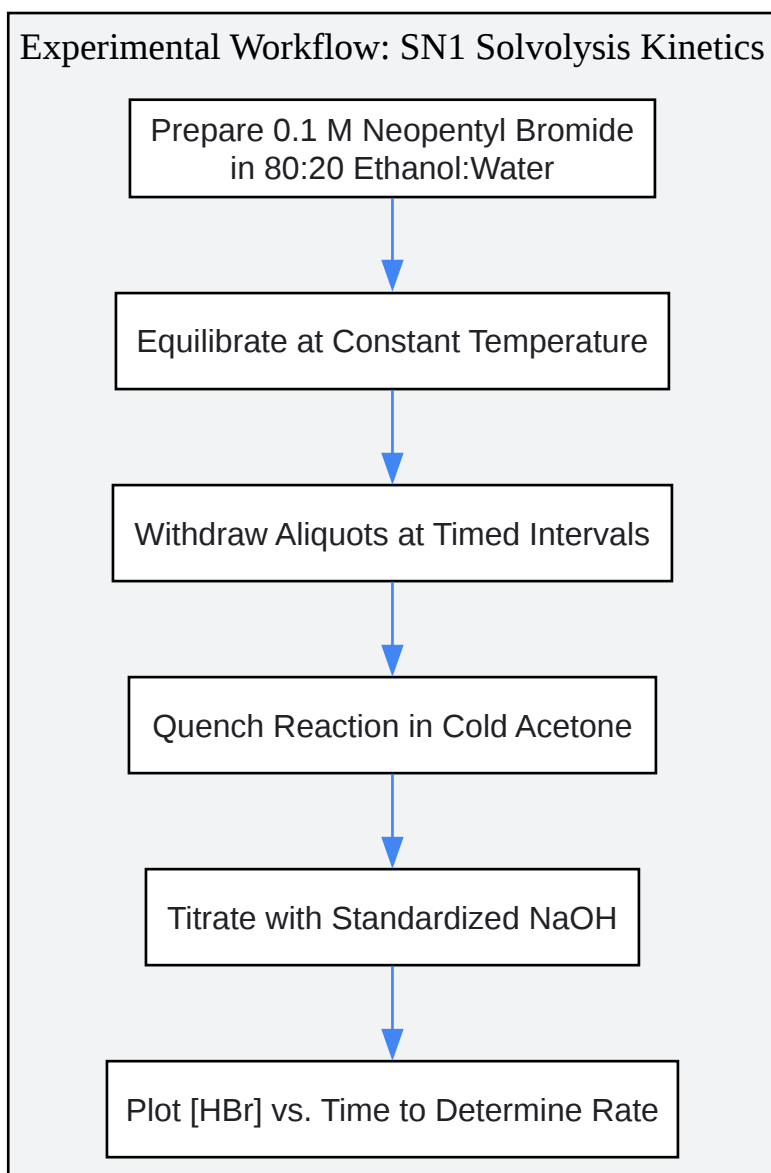 Experimental Workflow: SN1 Solvolysis Kinetics
Prepare 0.1 M Neopentyl Bromide
in 80:20 Ethanol:Water
Equilibrate at Constant Temperature
Withdraw Aliquots at Timed Intervals
Quench Reaction in Cold Acetone
Titrate with Standardized NaOH
Plot [HBr] vs. Time to Determine Rate